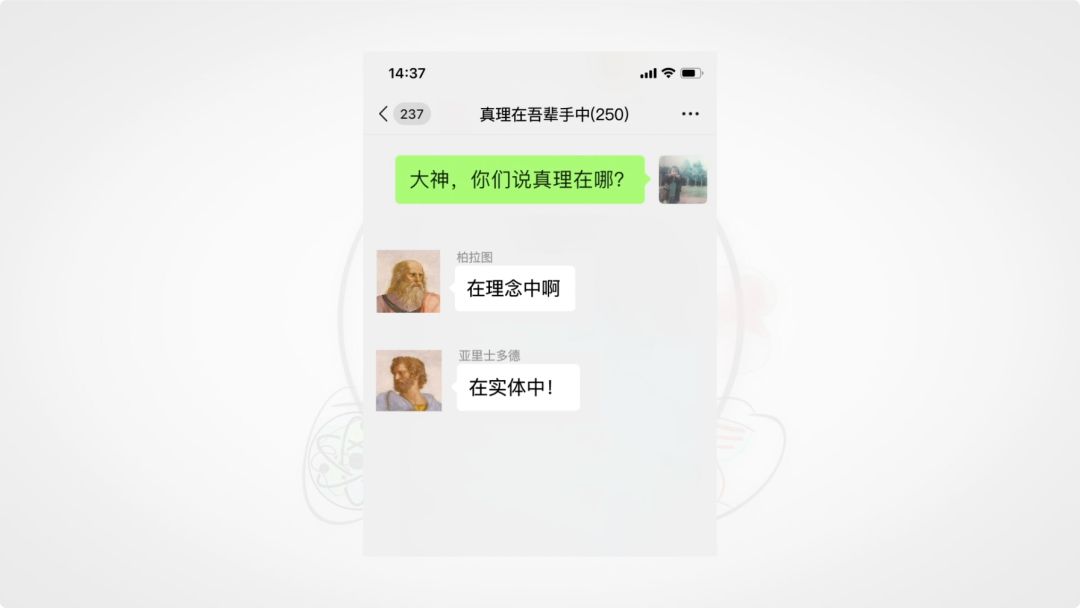 14:37
237
真理在吾辈手中(250)
大神，你们说真理在哪？
柏拉图
在理念中啊
亚里士多德
在实体中！